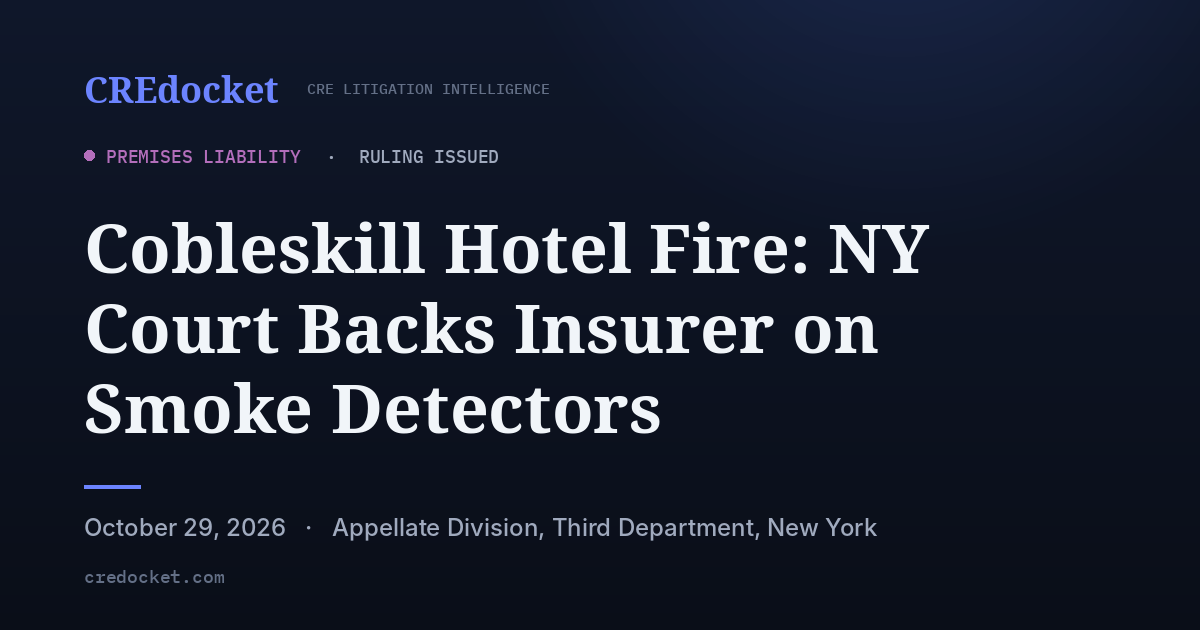 CREdocket CRE LITIGATION INTELLIGENCE
PREMISES LIABILITY · RULING ISSUED
Cobleskill Hotel Fire: NY
Court Backs Insurer on
Smoke Detectors
October 29, 2026 · Appellate Division, Third Department, New York
credocket.com